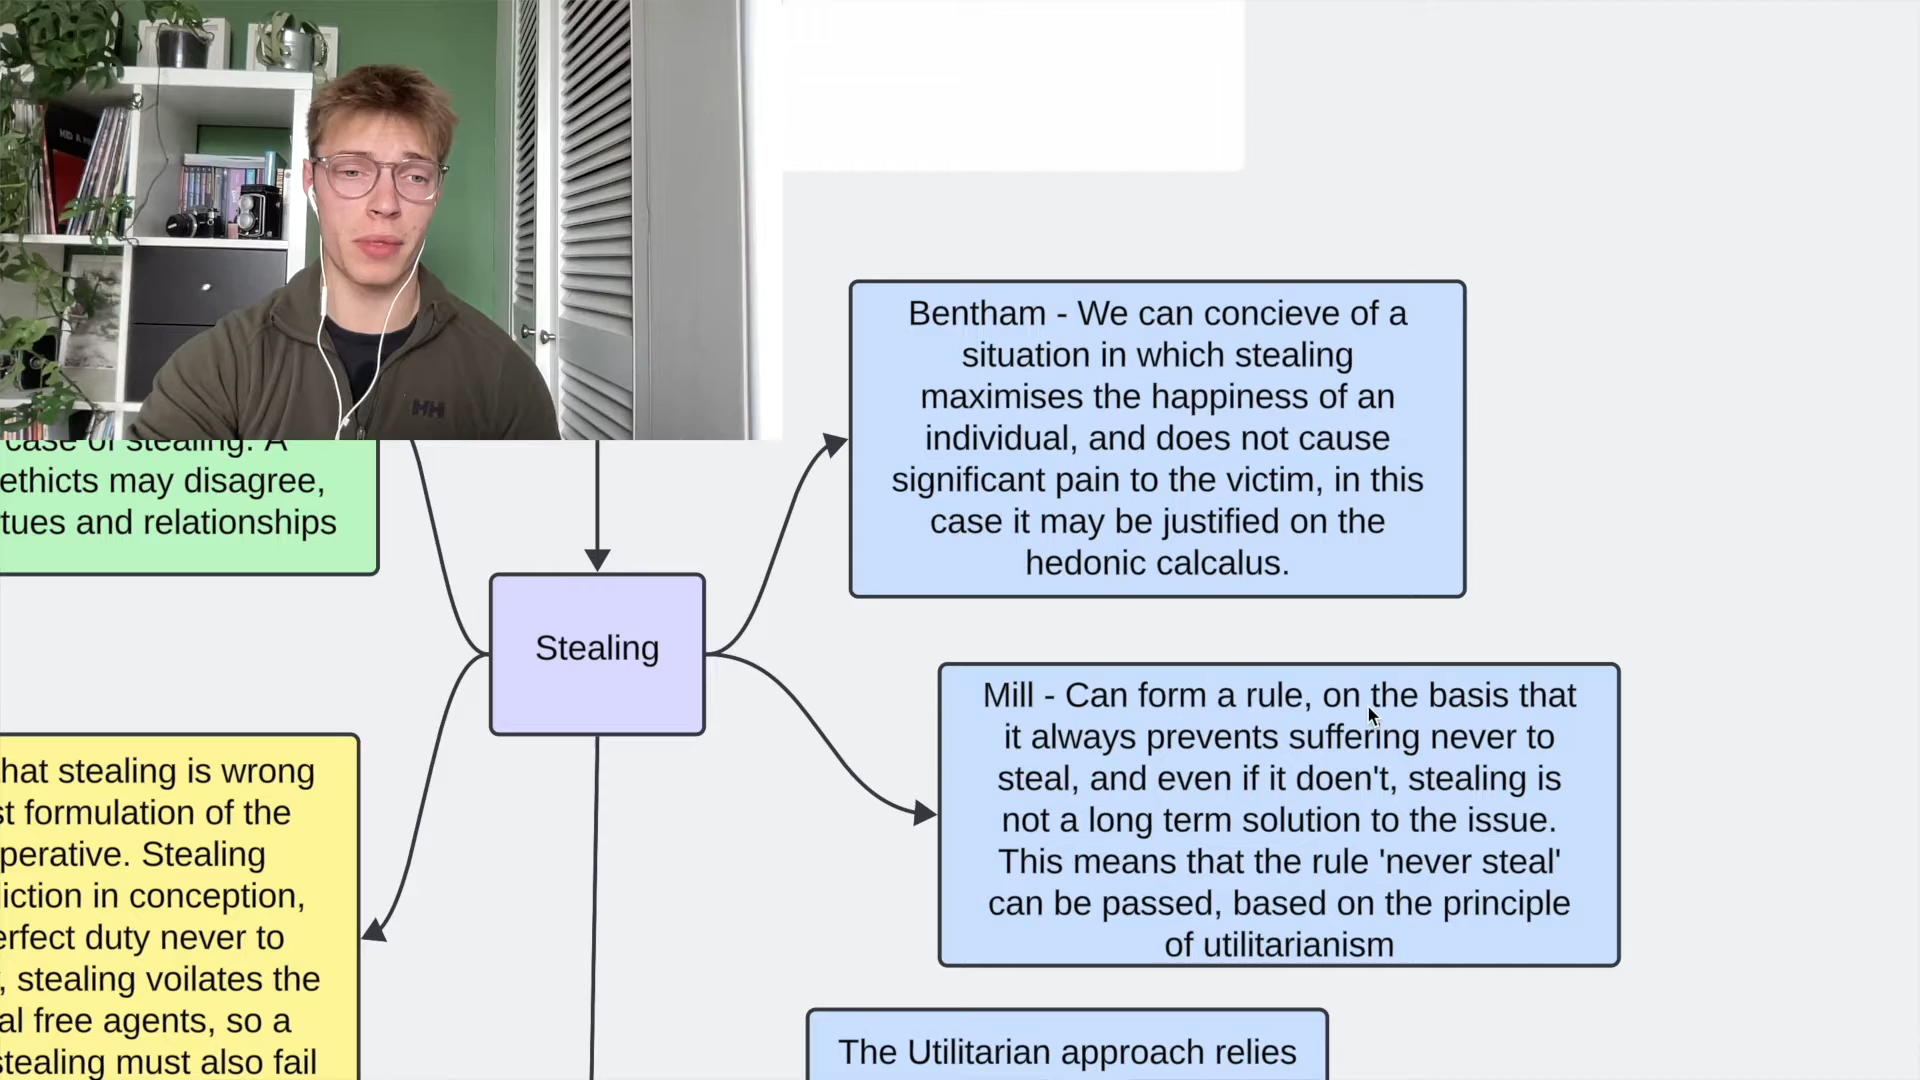 HH
case of stealing. A
ethicts may disagree,
tues and relationships
Stealing
hat stealing is wrong
st formulation of the
perative. Stealing
liction in conception,
erfect duty never to
, stealing voilates the
al free agents, so a
stealing must also fail
Bentham - We can concieve of a
situation in which stealing
maximises the happiness of an
individual, and does not cause
significant pain to the victim, in this
case it may be justified on the
hedonic calcalus.
Mill - Can form a rule, on the basis that
it always prevents suffering never to
steal, and even if it doen't, stealing is
not a long term solution to the issue.
This means that the rule 'never steal'
can be passed, based on the principle
of utilitarianism
The Utilitarian approach relies